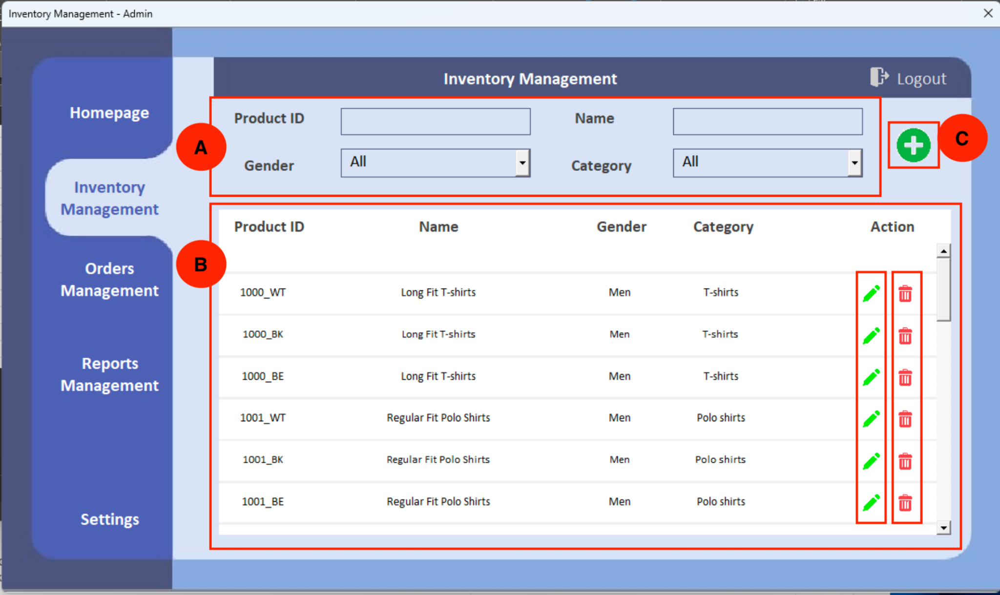 Inventory Management - Admin
Inventory Management
Logout
Homepage
Inventory
Management
Orders
Management
Reports
Management
Settings
A
Product ID
Name
Gender
All
Category
All
C
B
Product ID Name Gender Category Action
1000_WT Long Fit T-shirts Men T-shirts
1000_BK Long Fit T-shirts Men T-shirts
1000_BE Long Fit T-shirts Men T-shirts
1001_WT Regular Fit Polo Shirts Men Polo shirts
1001_BK Regular Fit Polo Shirts Men Polo shirts
1001_BE Regular Fit Polo Shirts Men Polo shirts